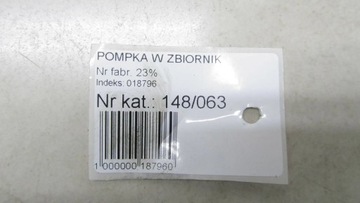 POMPKA W ZBIORNIK
Nr fabr. 23%
Indeks: 018796
Nr kat.: 148/063
1 000000 187960